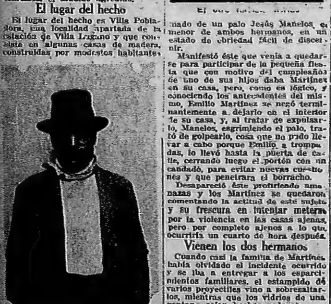 El lugar del hecho
El lugar del hecho es Villa Pobla-
dora, una localidad apartada de la
estación de Villa Lugano y que con-
siste en algunas casas de madera,
construídas por modestos habitantes
mado de un palo Jesús Manelos, el
menor de ambos hermanos, en un
estado de ebriedad fácil de discer-
nir.
Manifestó éste que venía a quedar-
se para participar de la pequeña fies-
ta que con motivo del cumpleaños
de uno de sus hijos daba Martínez
en su casa, pero, como es lógico, y
conociendo los antecedentes del mis-
mo, Emilio Martínez se negó termi-
nantemente a dejarlo en el interior
de su casa, y, al tratar de expulsar-
lo, Manelos, esgrimiendo el palo, tra-
tó de golpearlo, cosa que no pudo lle-
var a cabo porque Emilio, a trompa-
das, lo llevó hasta la puerta de ca-
lle, cerrando luego el portón con un
candado, para evitar nuevas cuestio-
nes y que penetrara el borracho.
Desapareció éste profiriendo ame-
nazas y los Martínez se quedaron
comentando la actitud de este sujeto
y su frescura en intentar meterse
por la violencia en las casas ajenas,
pero por completo ajenos a lo que
ocurriría un cuarto de hora después.
Vienen los dos hermanos
Cuando casi la familia de Martínez
había olvidado el incidente ocurrido
y se iba a entregar a los esparci-
mientos familiares, el estampido de
varios proyectiles vino a sobresaltar-
los, mientras que los vidrios de una